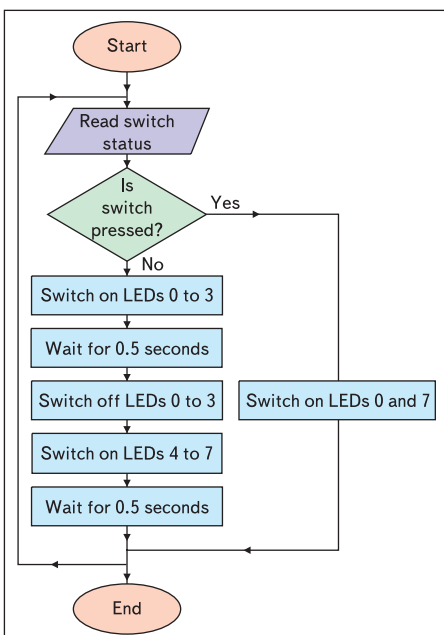 Start
Read switch
status
Is
switch
pressed?
Yes
No
Switch on LEDs 0 to 3
Wait for 0.5 seconds
Switch off LEDs 0 to 3
Switch on LEDs 0 and 7
Switch on LEDs 4 to 7
Wait for 0.5 seconds
End